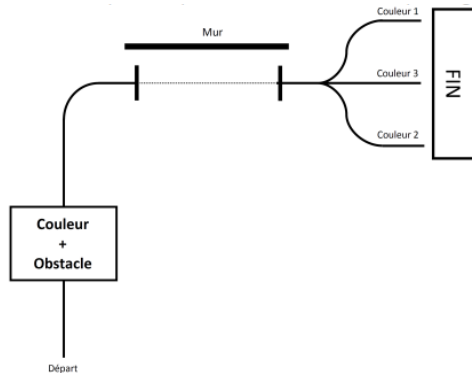 Mur
Couleur 1
Couleur 3
Couleur 2
FIN
Couleur
+
Obstacle
Départ